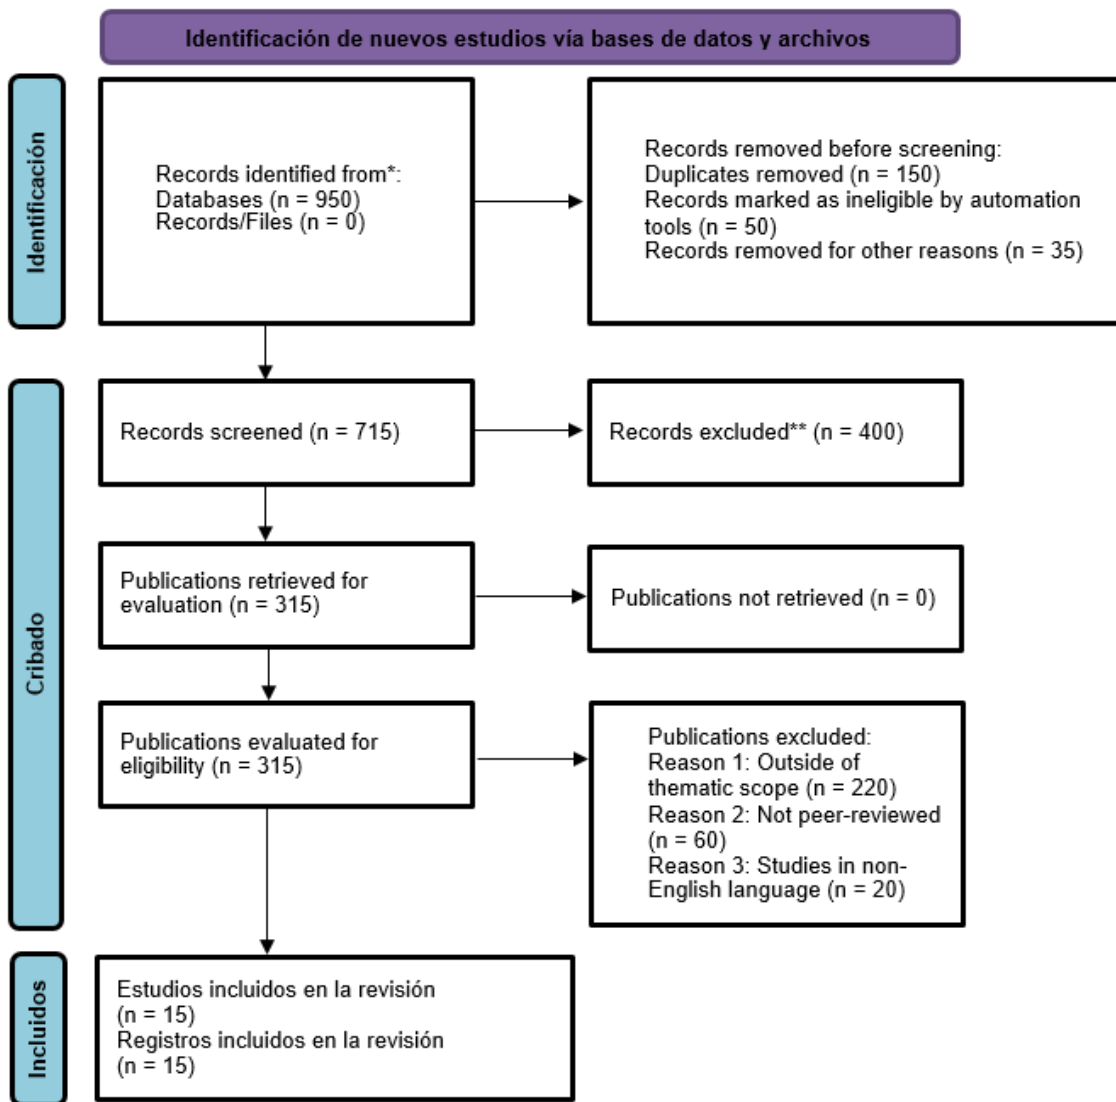 Identificación de nuevos estudios vía bases de datos y archivos
Identificación
Records identified from*:
Databases (n = 950)
Records/Files (n = 0)
Records removed before screening:
Duplicates removed (n = 150)
Records marked as ineligible by automation
tools (n = 50)
Records removed for other reasons (n = 35)
Cribado
Records screened (n = 715)
Records excluded** (n = 400)
Publications retrieved for
evaluation (n = 315)
Publications not retrieved (n = 0)
Publications evaluated for
eligibility (n = 315)
Publications excluded:
Reason 1: Outside of
thematic scope (n = 220)
Reason 2: Not peer-reviewed
(n = 60)
Reason 3: Studies in non-
English language (n = 20)
Incluidos
Estudios incluidos en la revisión
(n = 15)
Registros incluidos en la revisión
(n = 15)